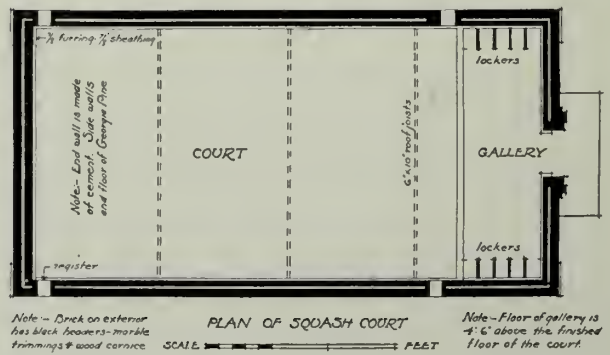 ⅞ furring ⅞ sheathing
lockers
Note:- End wall is made
of cement. Side walls
and floor of Georgia Pine
COURT
6"x10" roof joists
GALLERY
register
lockers
Note:- Brick on exterior
has black headers-marble
trimmings & wood cornice
PLAN OF SQUASH COURT
SCALE FEET
Note-Floor of gallery is
4'6" above the finished
floor of the court.